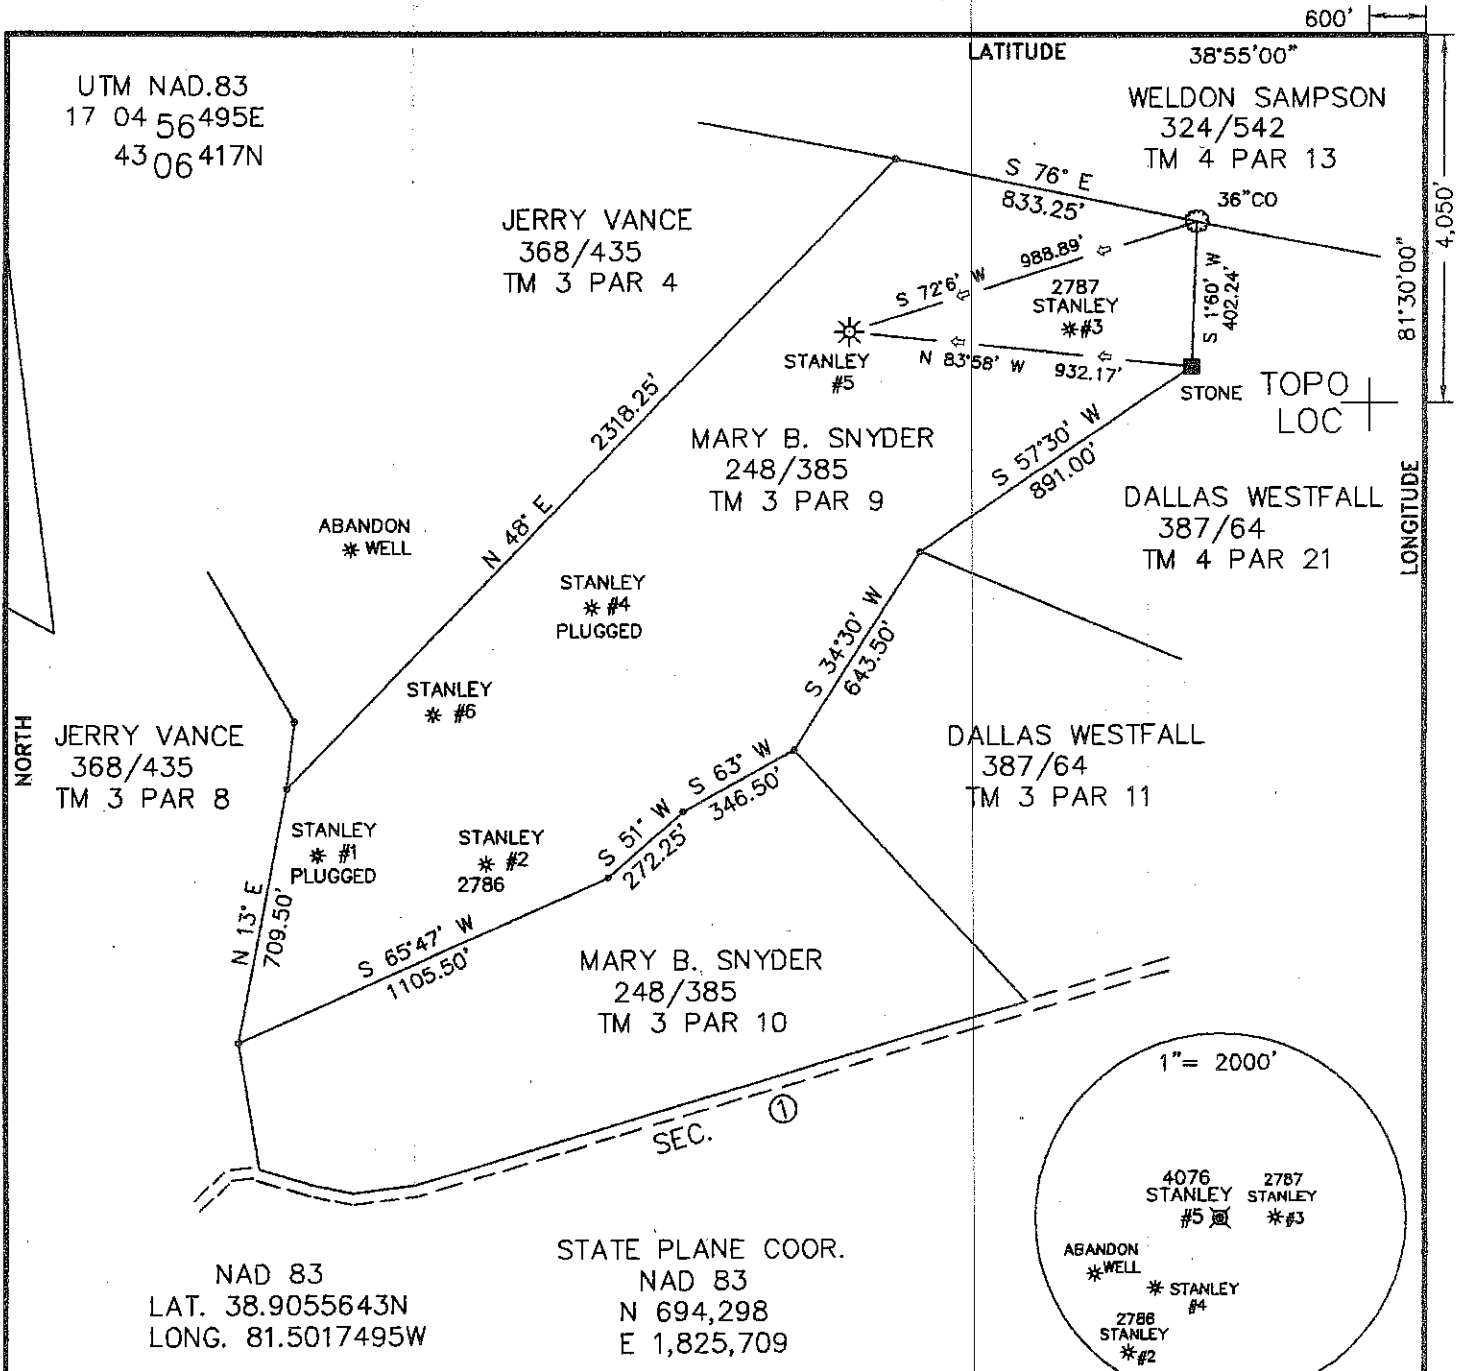 600'
LATITUDE 38°55'00"
UTM NAD.83
17 04 56 495E
43 06 417N
WELDON SAMPSON
324/542
TM 4 PAR 13
S 76° E
833.25'
36"CO
4,050'
JERRY VANCE
368/435
TM 3 PAR 4
988.89'
S 72°6' W
2787
STANLEY
#3
S 1°60' W
402.24'
81°30'00"
STANLEY
#5
N 83°58' W
932.17'
STONE
TOPO
LOC
2318.25'
N 48° E
MARY B. SNYDER
248/385
TM 3 PAR 9
S 57°30' W
891.00'
DALLAS WESTFALL
387/64
TM 4 PAR 21
LONGITUDE
ABANDON
WELL
STANLEY
#4
PLUGGED
S 34°30' W
643.50'
STANLEY
#6
NORTH
JERRY VANCE
368/435
TM 3 PAR 8
DALLAS WESTFALL
387/64
TM 3 PAR 11
S 63° W
346.50'
S 51° W
272.25'
STANLEY
#1
PLUGGED
STANLEY
#2
2786
N 13° E
709.50'
S 65°47' W
1105.50'
MARY B. SNYDER
248/385
TM 3 PAR 10
SEC. 1
1"= 2000'
4076
STANLEY
#5
2787
STANLEY
#3
ABANDON
WELL
STANLEY
#4
2786
STANLEY
#2
NAD 83
LAT. 38.9055643N
LONG. 81.5017495W
STATE PLANE COOR.
NAD 83
N 694,298
E 1,825,709